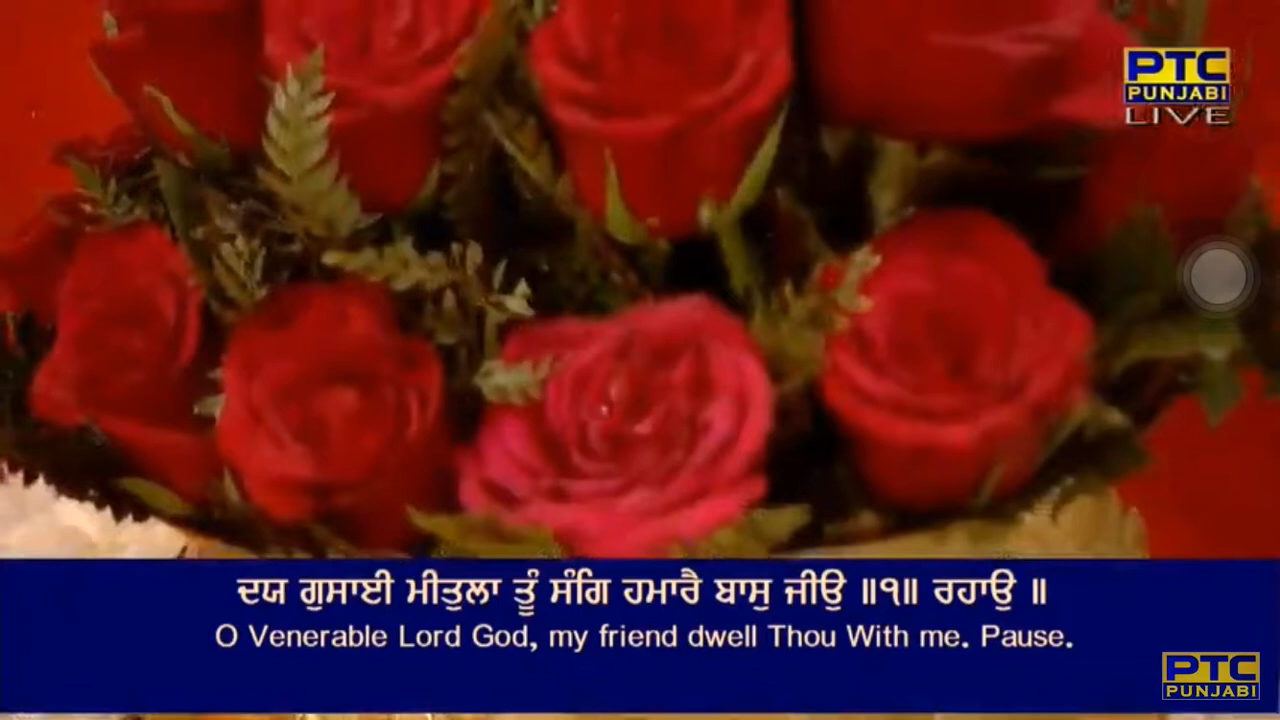 PTC
PUNJABI
LIVE
ਦਯ ਗੁਸਾਈ ਮੀਤੁਲਾ ਤੂੰ ਸੰਗਿ ਹਮਾਰੈ ਬਾਸੁ ਜੀਉ ॥੧॥ ਰਹਾਉ ॥
O Venerable Lord God, my friend dwell Thou With me. Pause.
PTC
PUNJABI